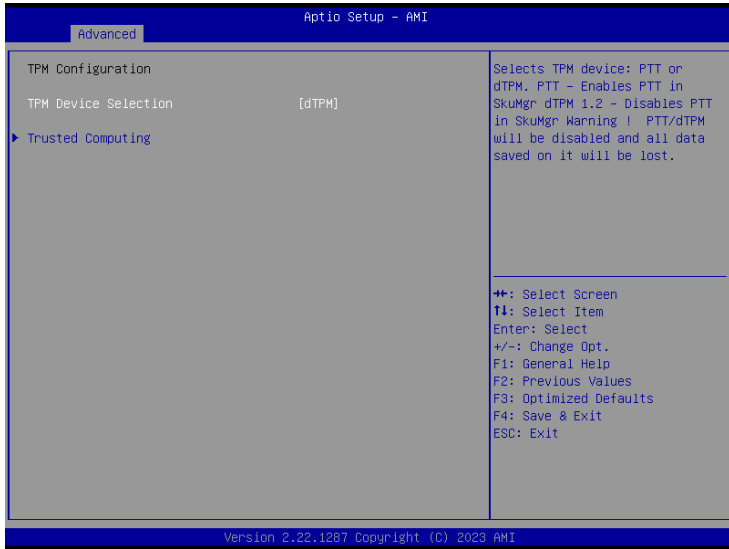 Aptio Setup - AMI
Advanced
TPM Configuration
TPM Device Selection [dTPM]
Trusted Computing
Selects TPM device: PTT or
dTPM. PTT - Enables PTT in
SkuMgr dTPM 1.2 - Disables PTT
in SkuMgr Warning ! PTT/dTPM
will be disabled and all data
saved on it will be lost.
→←: Select Screen
↑↓: Select Item
Enter: Select
+/-: Change Opt.
F1: General Help
F2: Previous Values
F3: Optimized Defaults
F4: Save & Exit
ESC: Exit
Version 2.22.1287 Copyright (C) 2023 AMI